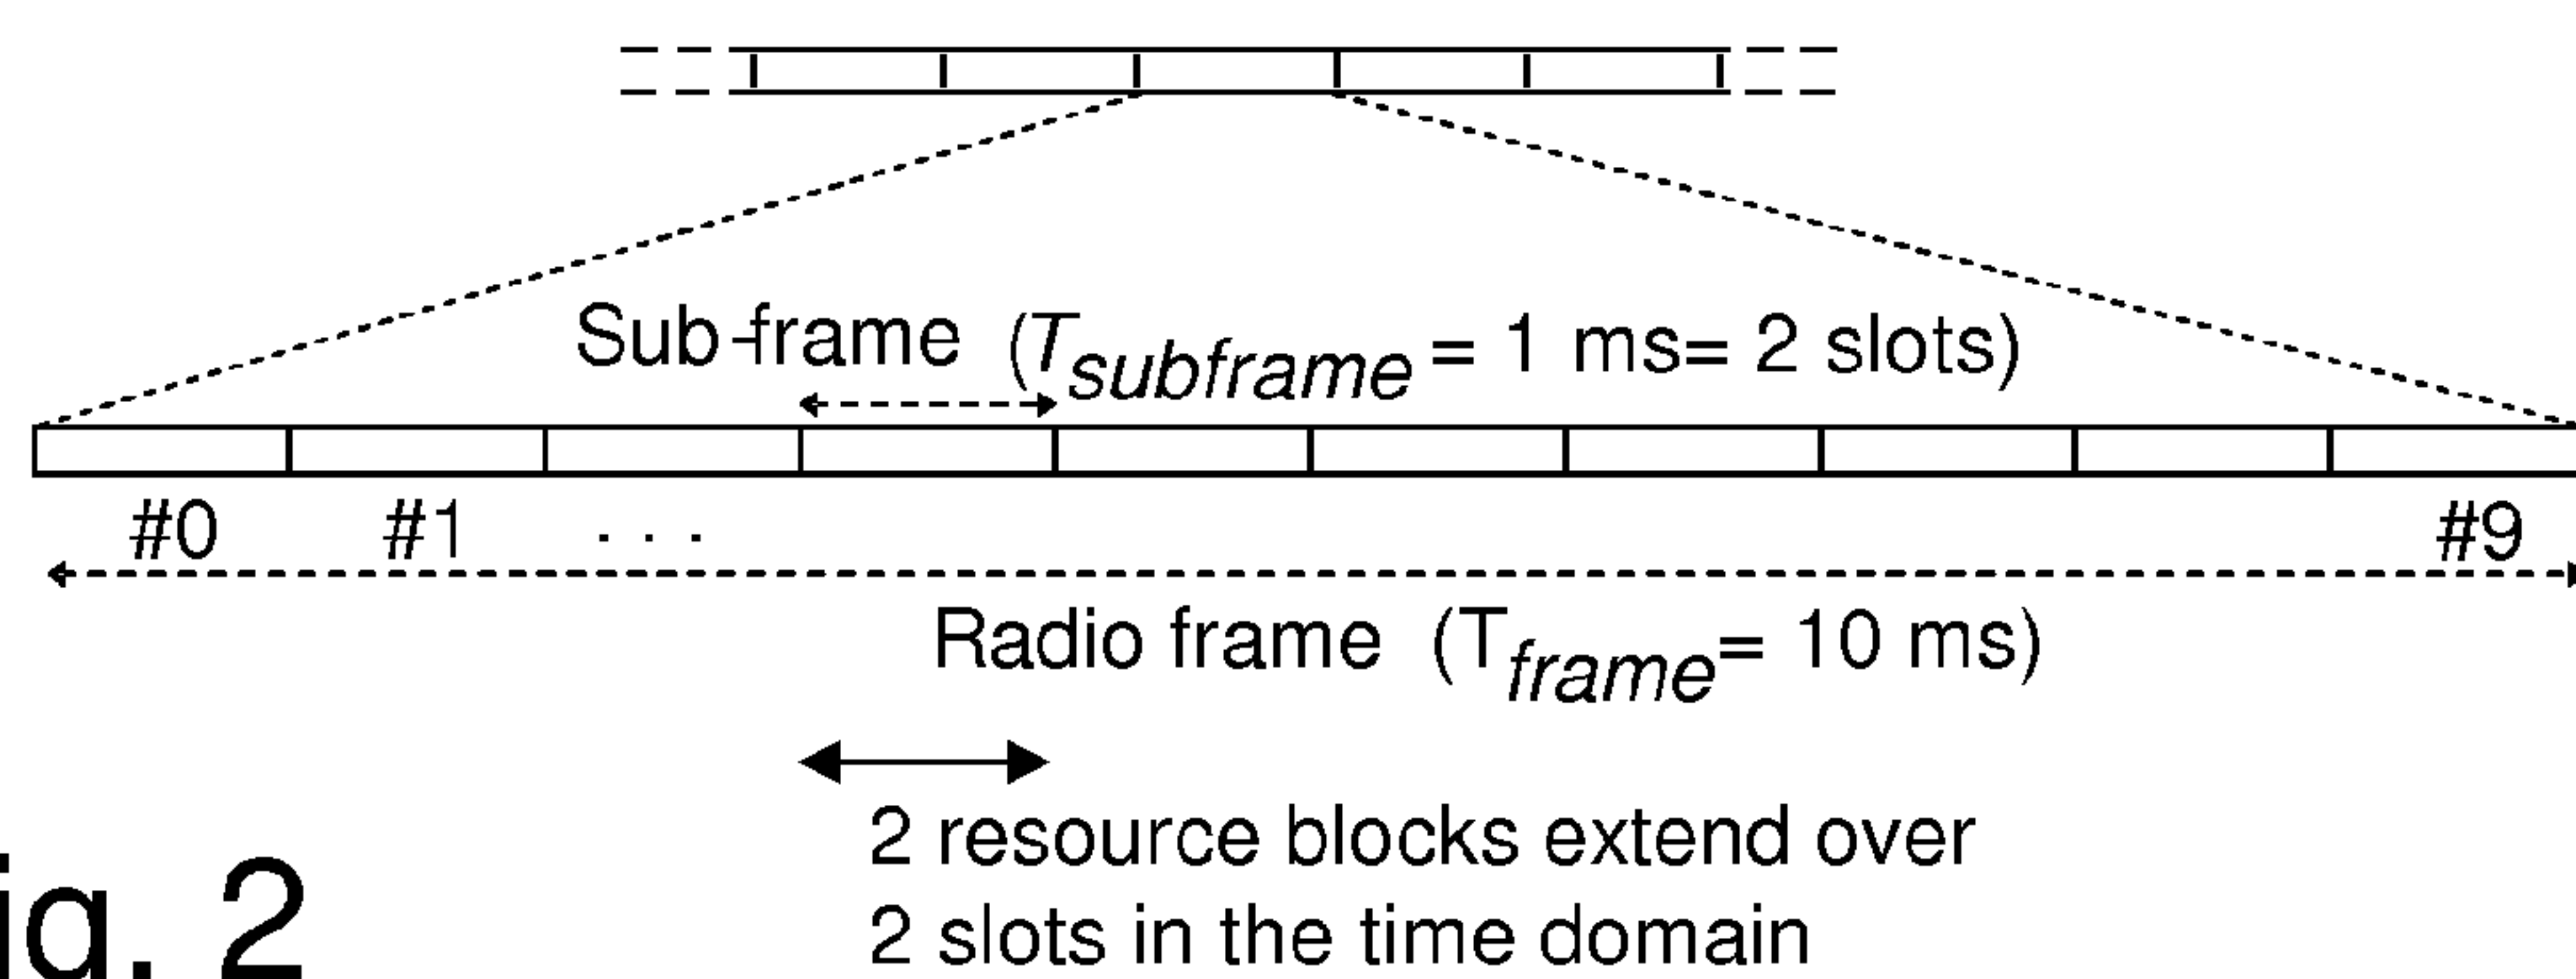 Sub-frame (Tsubframe = 1 ms= 2 slots)
#0 #1 . . . #9
Radio frame (Tframe= 10 ms)
2 resource blocks extend over
2 slots in the time domain
ig. 2